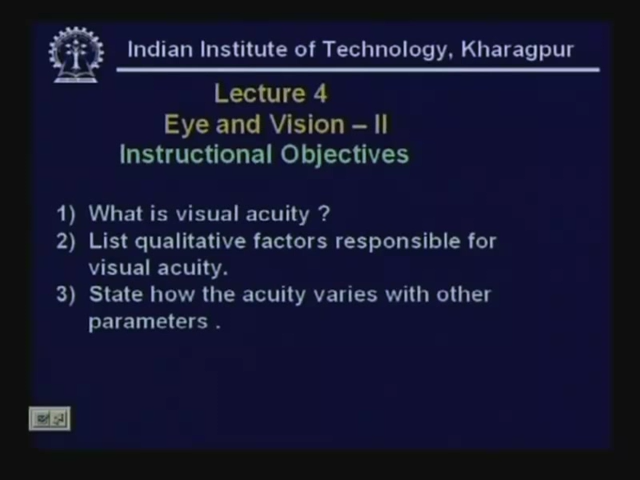 Indian Institute of Technology, Kharagpur
Lecture 4
Eye and Vision – II
Instructional Objectives
1) What is visual acuity ?
2) List qualitative factors responsible for
visual acuity.
3) State how the acuity varies with other
parameters .